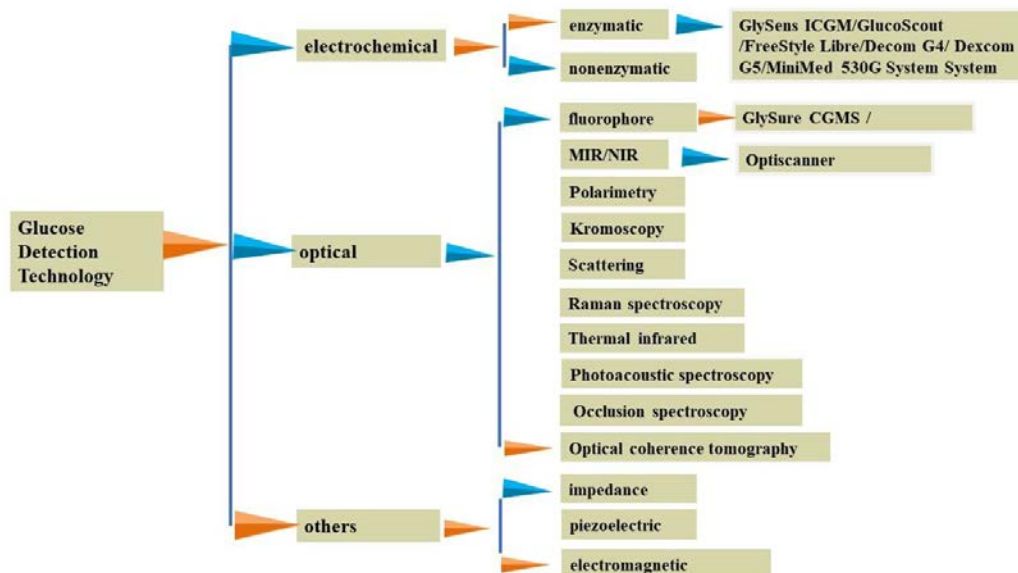 Glucose
Detection
Technology
electrochemical
enzymatic
GlySens ICGM/GlucoScout
/FreeStyle Libre/Decom G4/ Dexcom
G5/MiniMed 530G System System
nonenzymatic
optical
fluorophore
GlySure CGMS /
MIR/NIR
Optiscanner
Polarimetry
Kromoscopy
Scattering
Raman spectroscopy
Thermal infrared
Photoacoustic spectroscopy
Occlusion spectroscopy
Optical coherence tomography
others
impedance
piezoelectric
electromagnetic